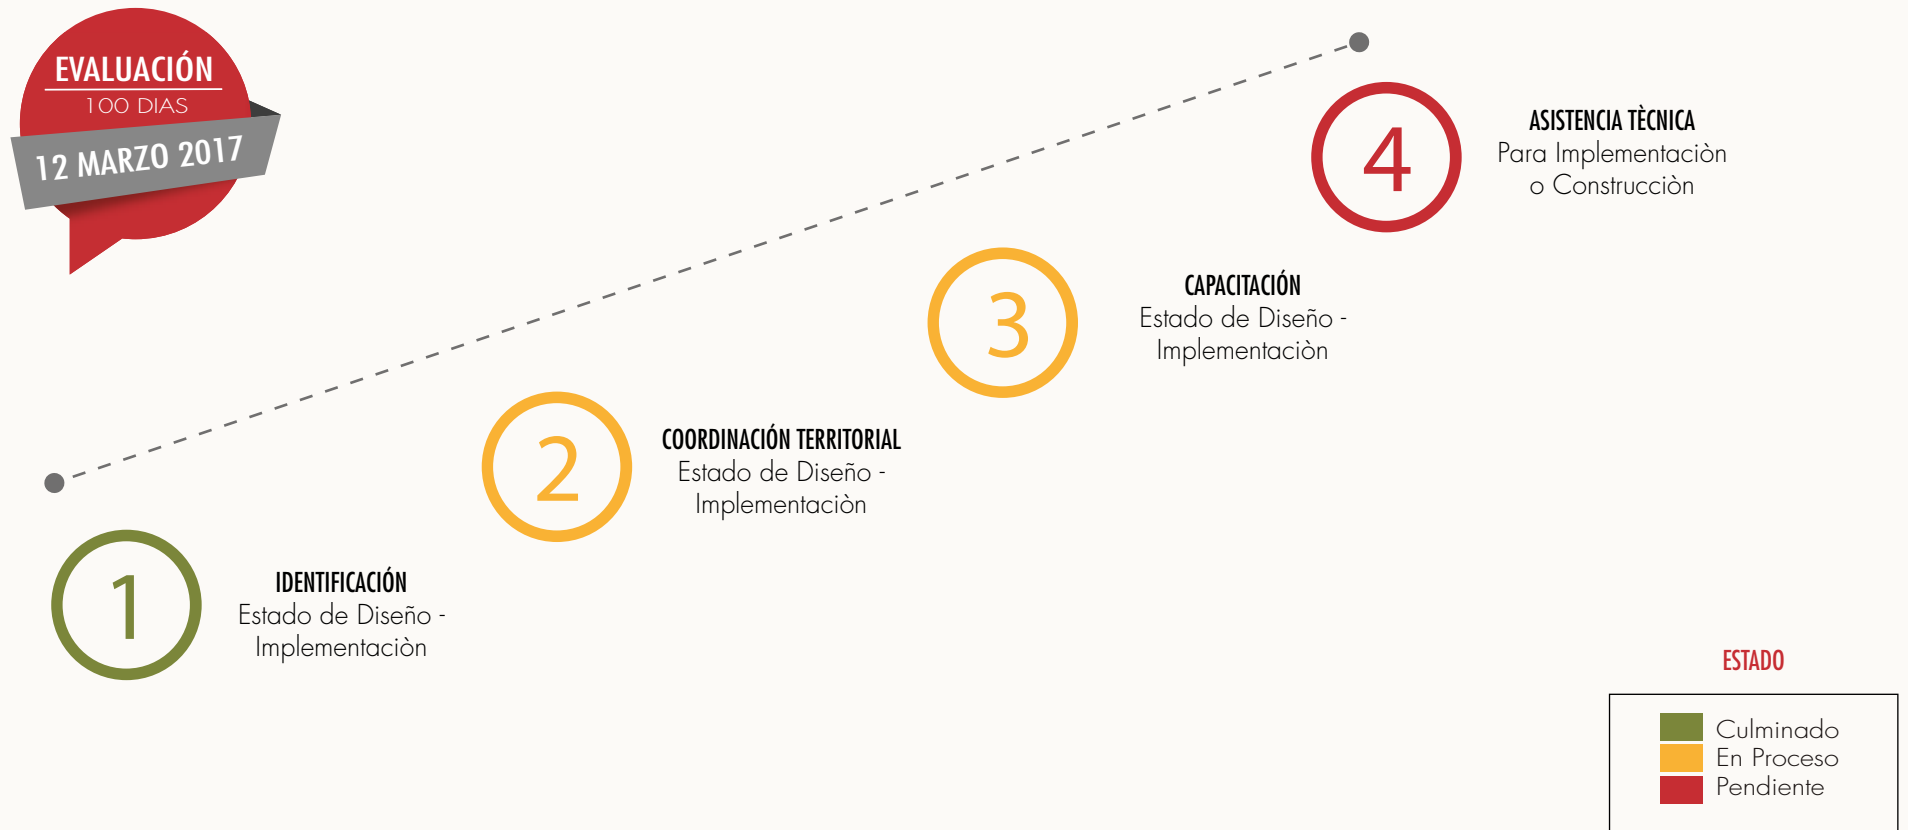 EVALUACIÓN
100 DIAS
12 MARZO 2017
4
ASISTENCIA TÈCNICA
Para Implementaciòn
o Construcciòn
3
CAPACITACIÓN
Estado de Diseño -
Implementaciòn
2
COORDINACIÓN TERRITORIAL
Estado de Diseño -
Implementaciòn
1
IDENTIFICACIÓN
Estado de Diseño -
Implementaciòn
ESTADO
Culminado
En Proceso
Pendiente